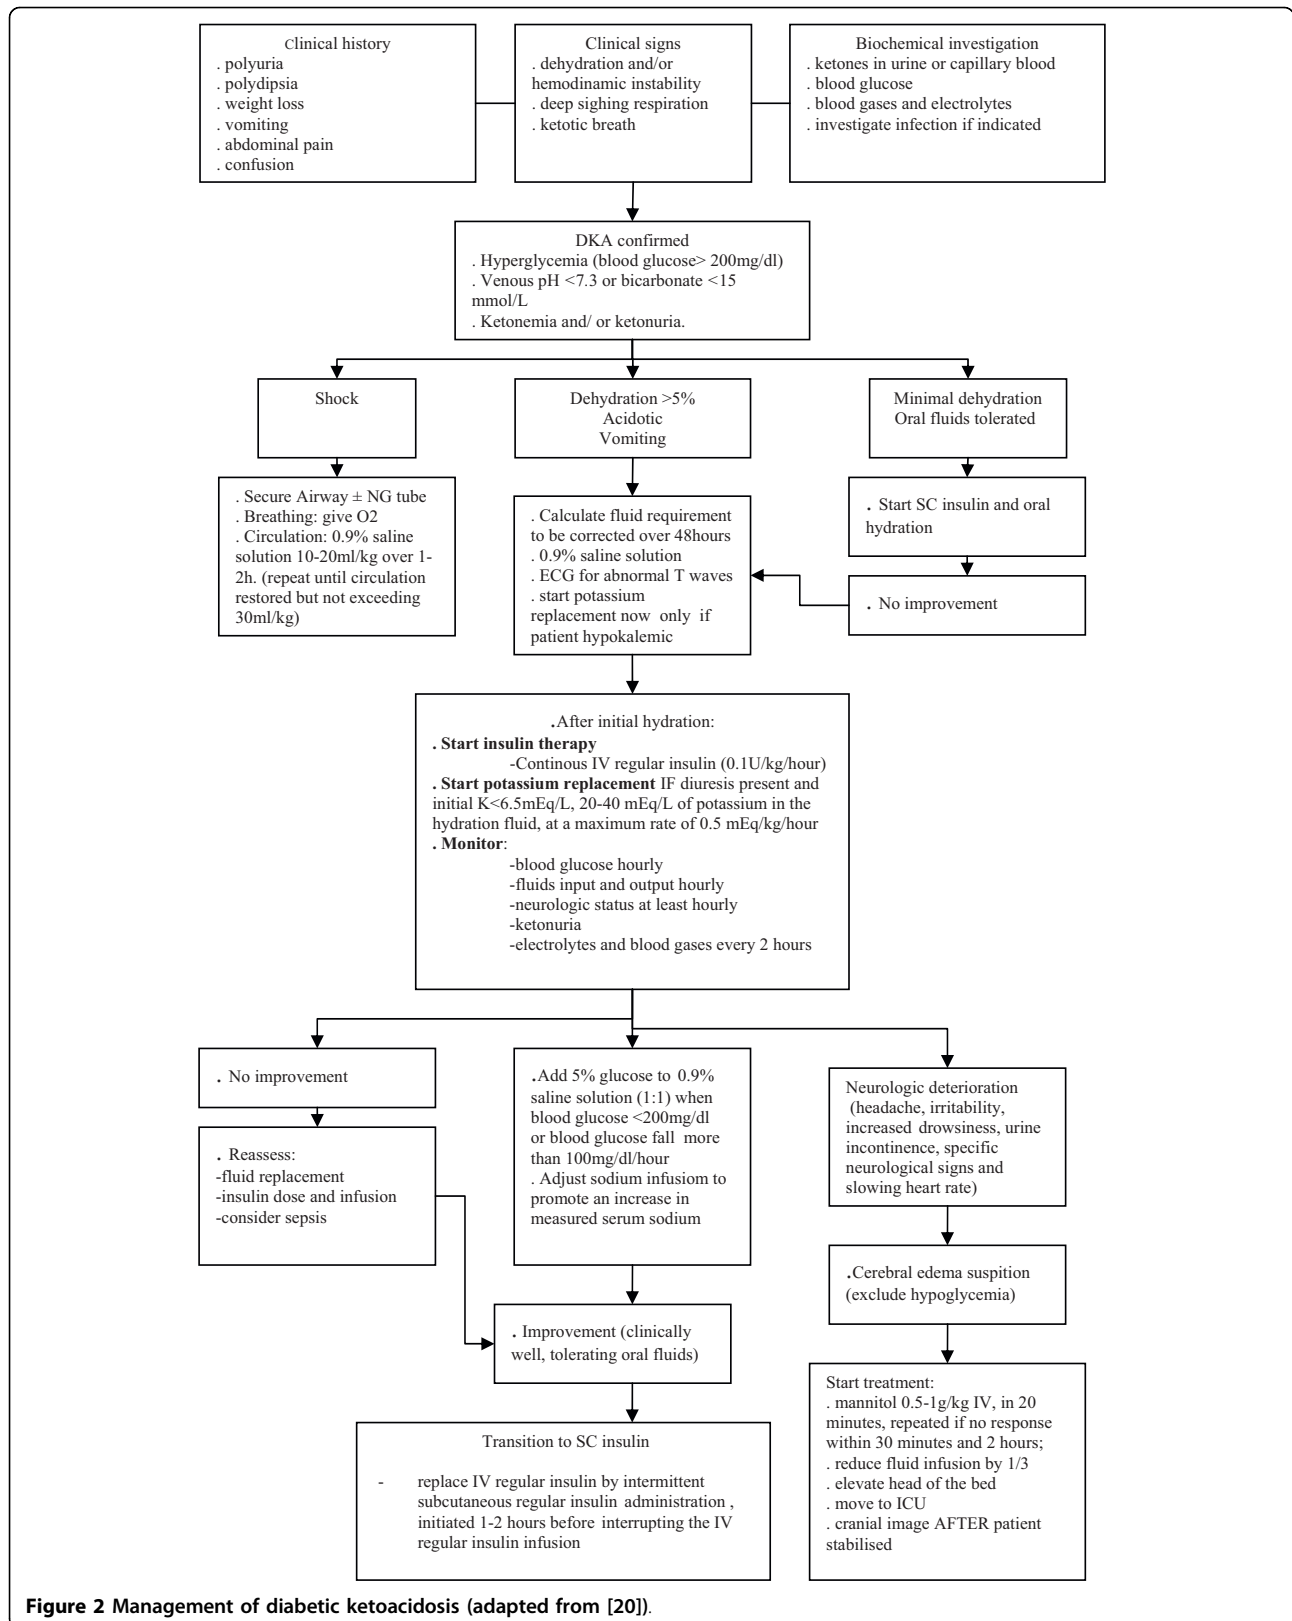 Clinical history
. polyuria
. polydipsia
. weight loss
. vomiting
. abdominal pain
. confusion
Clinical signs
. dehydration and/or
hemodinamic instability
. deep sighing respiration
. ketotic breath
Biochemical investigation
. ketones in urine or capillary blood
. blood glucose
. blood gases and electrolytes
. investigate infection if indicated
DKA confirmed
. Hyperglycemia (blood glucose> 200mg/dl)
. Venous pH <7.3 or bicarbonate <15
mmol/L
. Ketonemia and/ or ketonuria.
Shock
Dehydration >5%
Acidotic
Vomiting
Minimal dehydration
Oral fluids tolerated
. Secure Airway ± NG tube
. Breathing: give O2
. Circulation: 0.9% saline
solution 10-20ml/kg over 1-
2h. (repeat until circulation
restored but not exceeding
30ml/kg)
. Calculate fluid requirement
to be corrected over 48hours
. 0.9% saline solution
. ECG for abnormal T waves
. start potassium
replacement now only if
patient hypokalemic
. Start SC insulin and oral
hydration
. No improvement
.After initial hydration:
. Start insulin therapy
-Continous IV regular insulin (0.1U/kg/hour)
. Start potassium replacement IF diuresis present and
initial K<6.5mEq/L, 20-40 mEq/L of potassium in the
hydration fluid, at a maximum rate of 0.5 mEq/kg/hour
. Monitor:
-blood glucose hourly
-fluids input and output hourly
-neurologic status at least hourly
-ketonuria
-electrolytes and blood gases every 2 hours
. No improvement
. Reassess:
-fluid replacement
-insulin dose and infusion
-consider sepsis
.Add 5% glucose to 0.9%
saline solution (1:1) when
blood glucose <200mg/dl
or blood glucose fall more
than 100mg/dl/hour
. Adjust sodium infusiom to
promote an increase in
measured serum sodium
Neurologic deterioration
(headache, irritability,
increased drowsiness, urine
incontinence, specific
neurological signs and
slowing heart rate)
.Cerebral edema suspition
(exclude hypoglycemia)
. Improvement (clinically
well, tolerating oral fluids)
Start treatment:
. mannitol 0.5-1g/kg IV, in 20
minutes, repeated if no response
within 30 minutes and 2 hours;
. reduce fluid infusion by 1/3
. elevate head of the bed
. move to ICU
. cranial image AFTER patient
stabilised
Transition to SC insulin
- replace IV regular insulin by intermittent
subcutaneous regular insulin administration ,
initiated 1-2 hours before interrupting the IV
regular insulin infusion
Figure 2 Management of diabetic ketoacidosis (adapted from [20]).